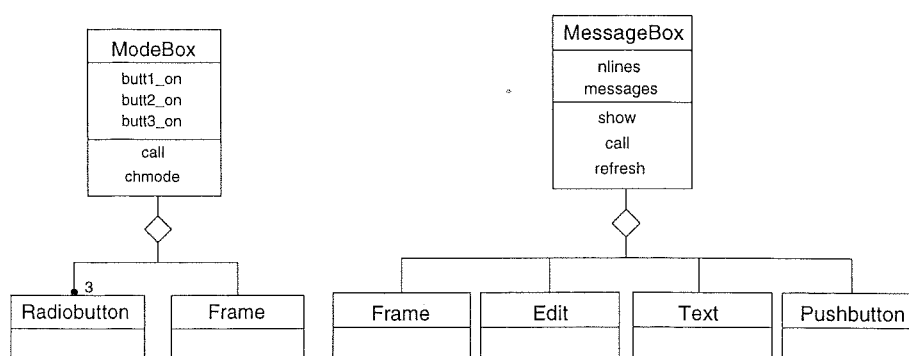 ModeBox
butt1_on
butt2_on
butt3_on
call
chmode
3
Radiobutton
Frame
MessageBox
nlines
messages
show
call
refresh
Frame
Edit
Text
Pushbutton